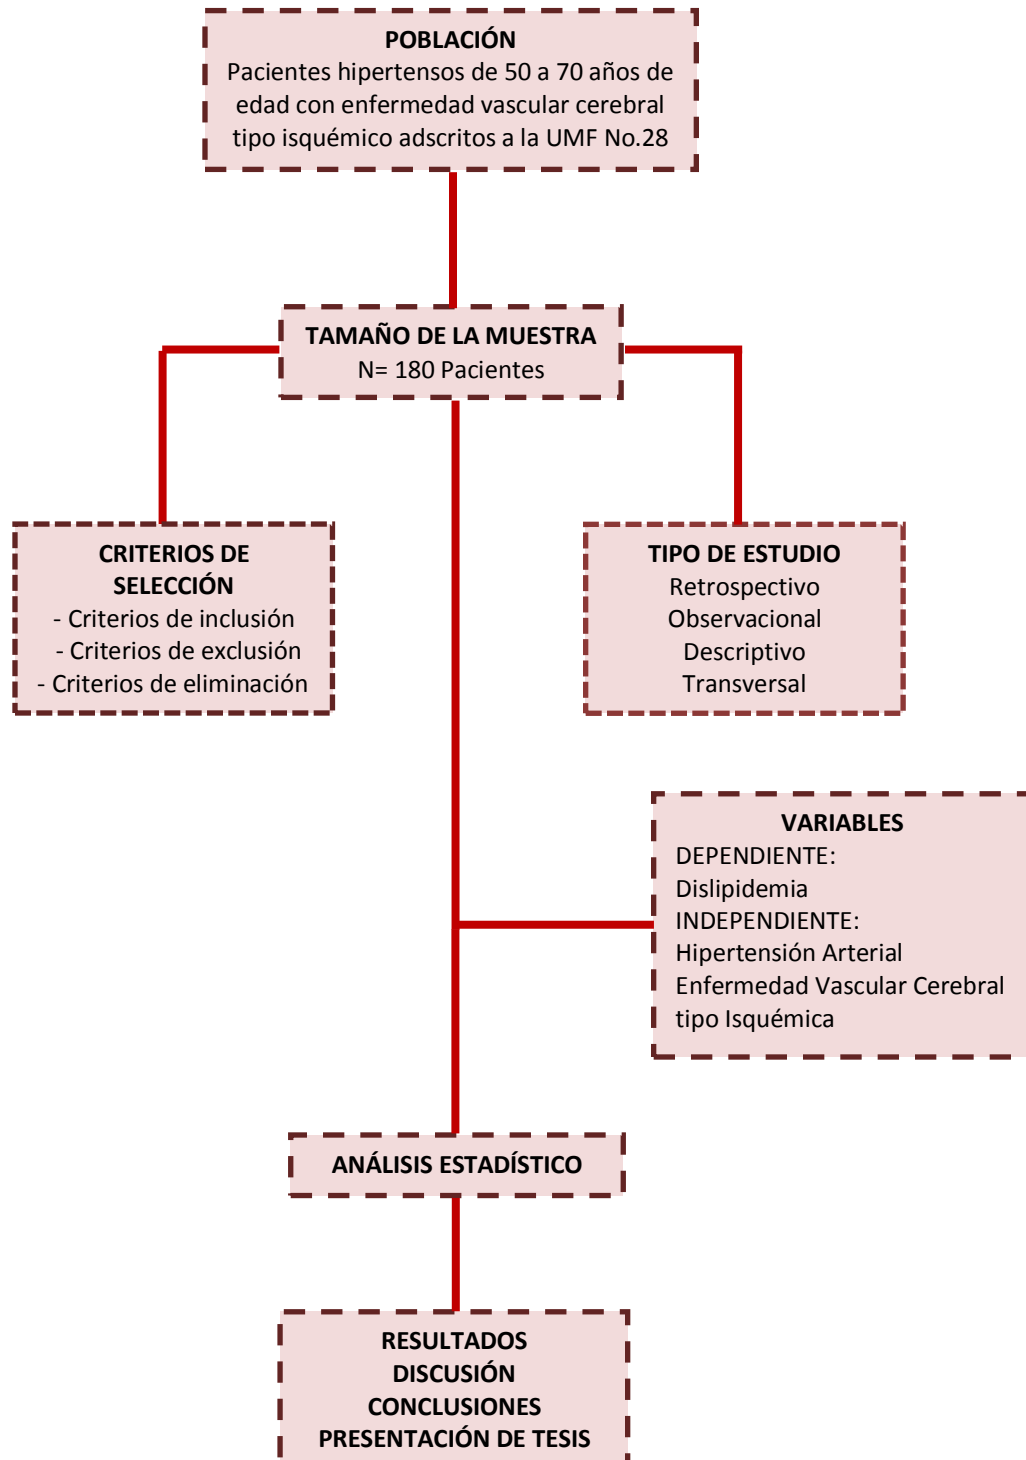 POBLACIÓN
Pacientes hipertensos de 50 a 70 años de
edad con enfermedad vascular cerebral
tipo isquémico adscritos a la UMF No.28
TAMAÑO DE LA MUESTRA
N= 180 Pacientes
CRITERIOS DE
SELECCIÓN
- Criterios de inclusión
- Criterios de exclusión
- Criterios de eliminación
TIPO DE ESTUDIO
Retrospectivo
Observacional
Descriptivo
Transversal
VARIABLES
DEPENDIENTE:
Dislipidemia
INDEPENDIENTE:
Hipertensión Arterial
Enfermedad Vascular Cerebral
tipo Isquémica
ANÁLISIS ESTADÍSTICO
RESULTADOS
DISCUSIÓN
CONCLUSIONES
PRESENTACIÓN DE TESIS